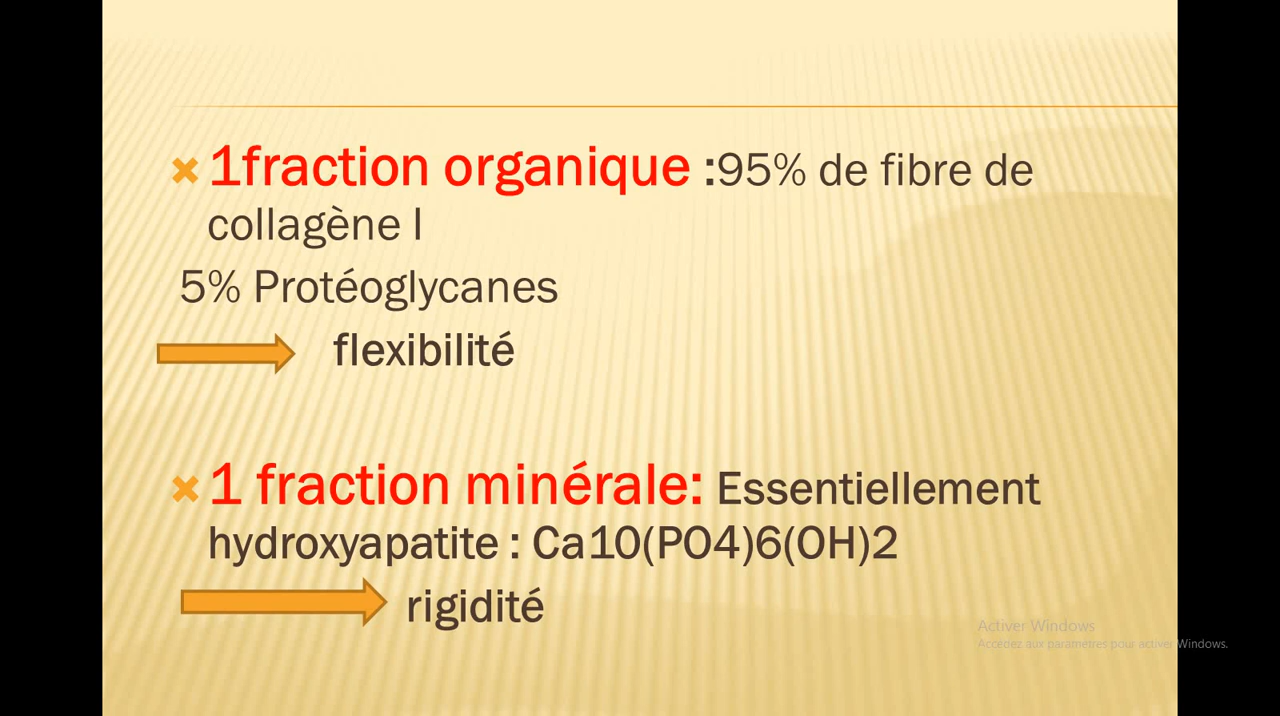 1fraction organique :95% de fibre de
collagène I
5% Protéoglycanes
flexibilité
1 fraction minérale: Essentiellement
hydroxyapatite : Ca10(PO4)6(OH)2
rigidité
Activer Windows
Accédez aux paramètres pour activer Windows.